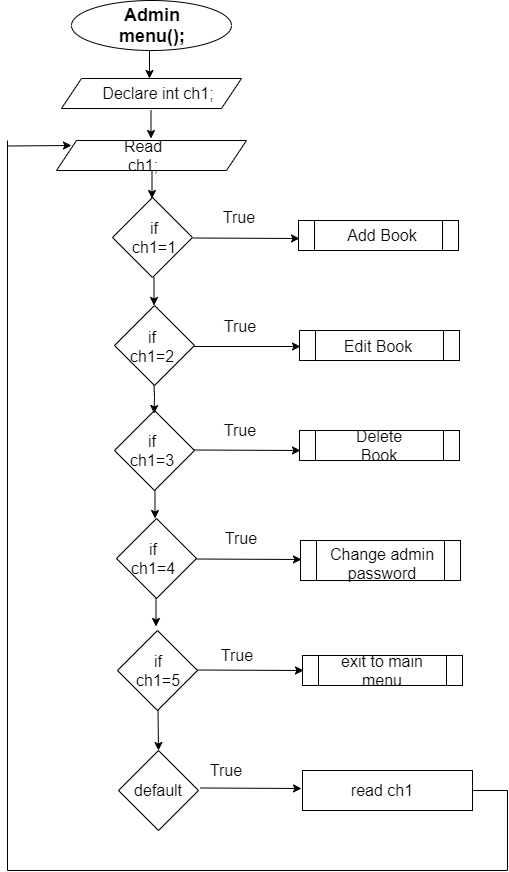 Admin
menu();
Declare int ch1;
Read
ch1;
if
ch1=1
True
Add Book
if
ch1=2
True
Edit Book
if
ch1=3
True
Delete
Book
if
ch1=4
True
Change admin
password
if
ch1=5
True
exit to main
menu
default
True
read ch1